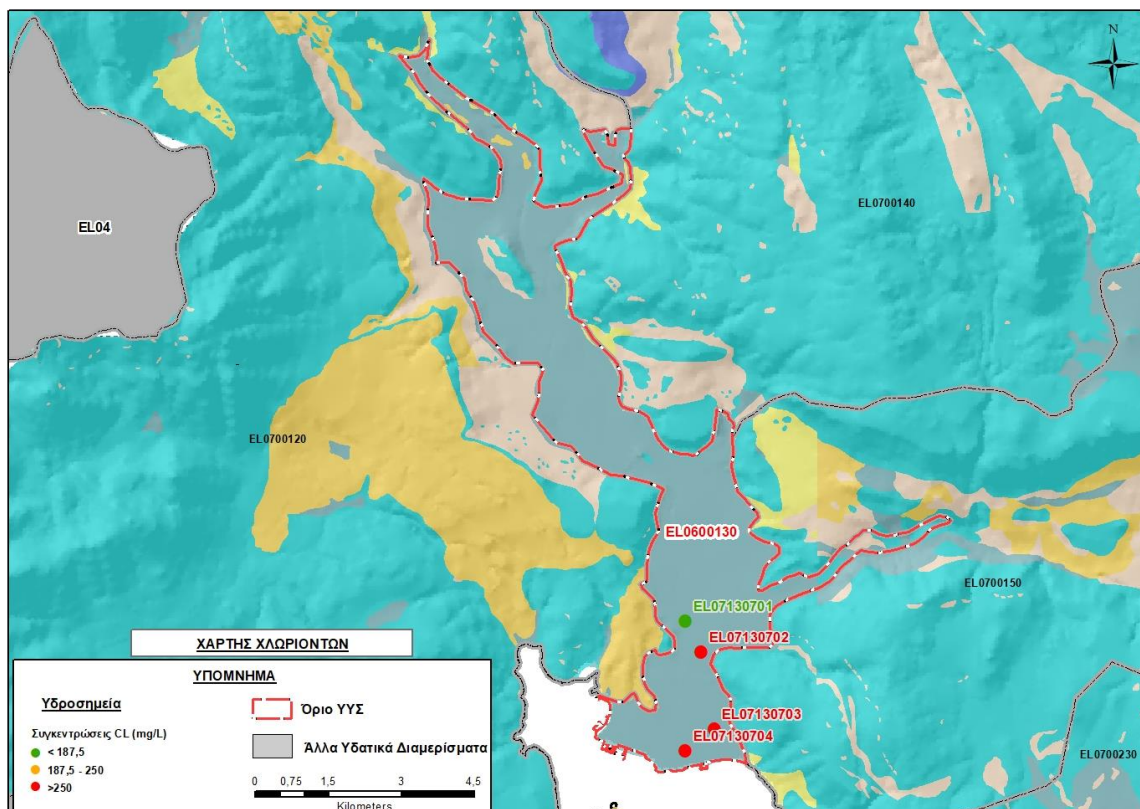 N
EL04
EL0700140
EL0700120
EL0600130
EL0700150
EL07130701
EL07130702
EL07130703
EL07130704
EL0700230
ΧΑΡΤΗΣ ΧΛΩΡΙΟΝΤΩΝ
ΥΠΟΜΝΗΜΑ
Υδροσημεία
Όριο ΥΥΣ
Συγκεντρώσεις CL (mg/L)
< 187,5
187,5 - 250
>250
Άλλα Υδατικά Διαμερίσματα
0 0,75 1,5 3 4,5
Kilometers